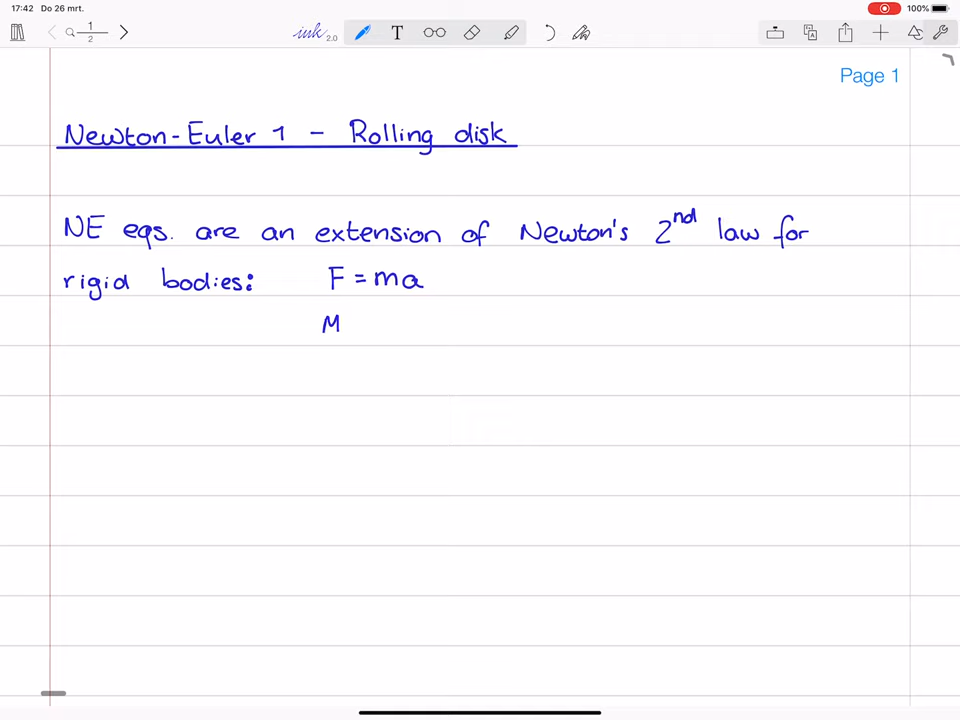 17:42 Do 26 mrt. 100%
1
2
ink 2.0 T
Page 1
Newton-Euler 1 - Rolling disk
NE eqs. are an extension of Newton's 2nd law for
rigid bodies: F = ma
M